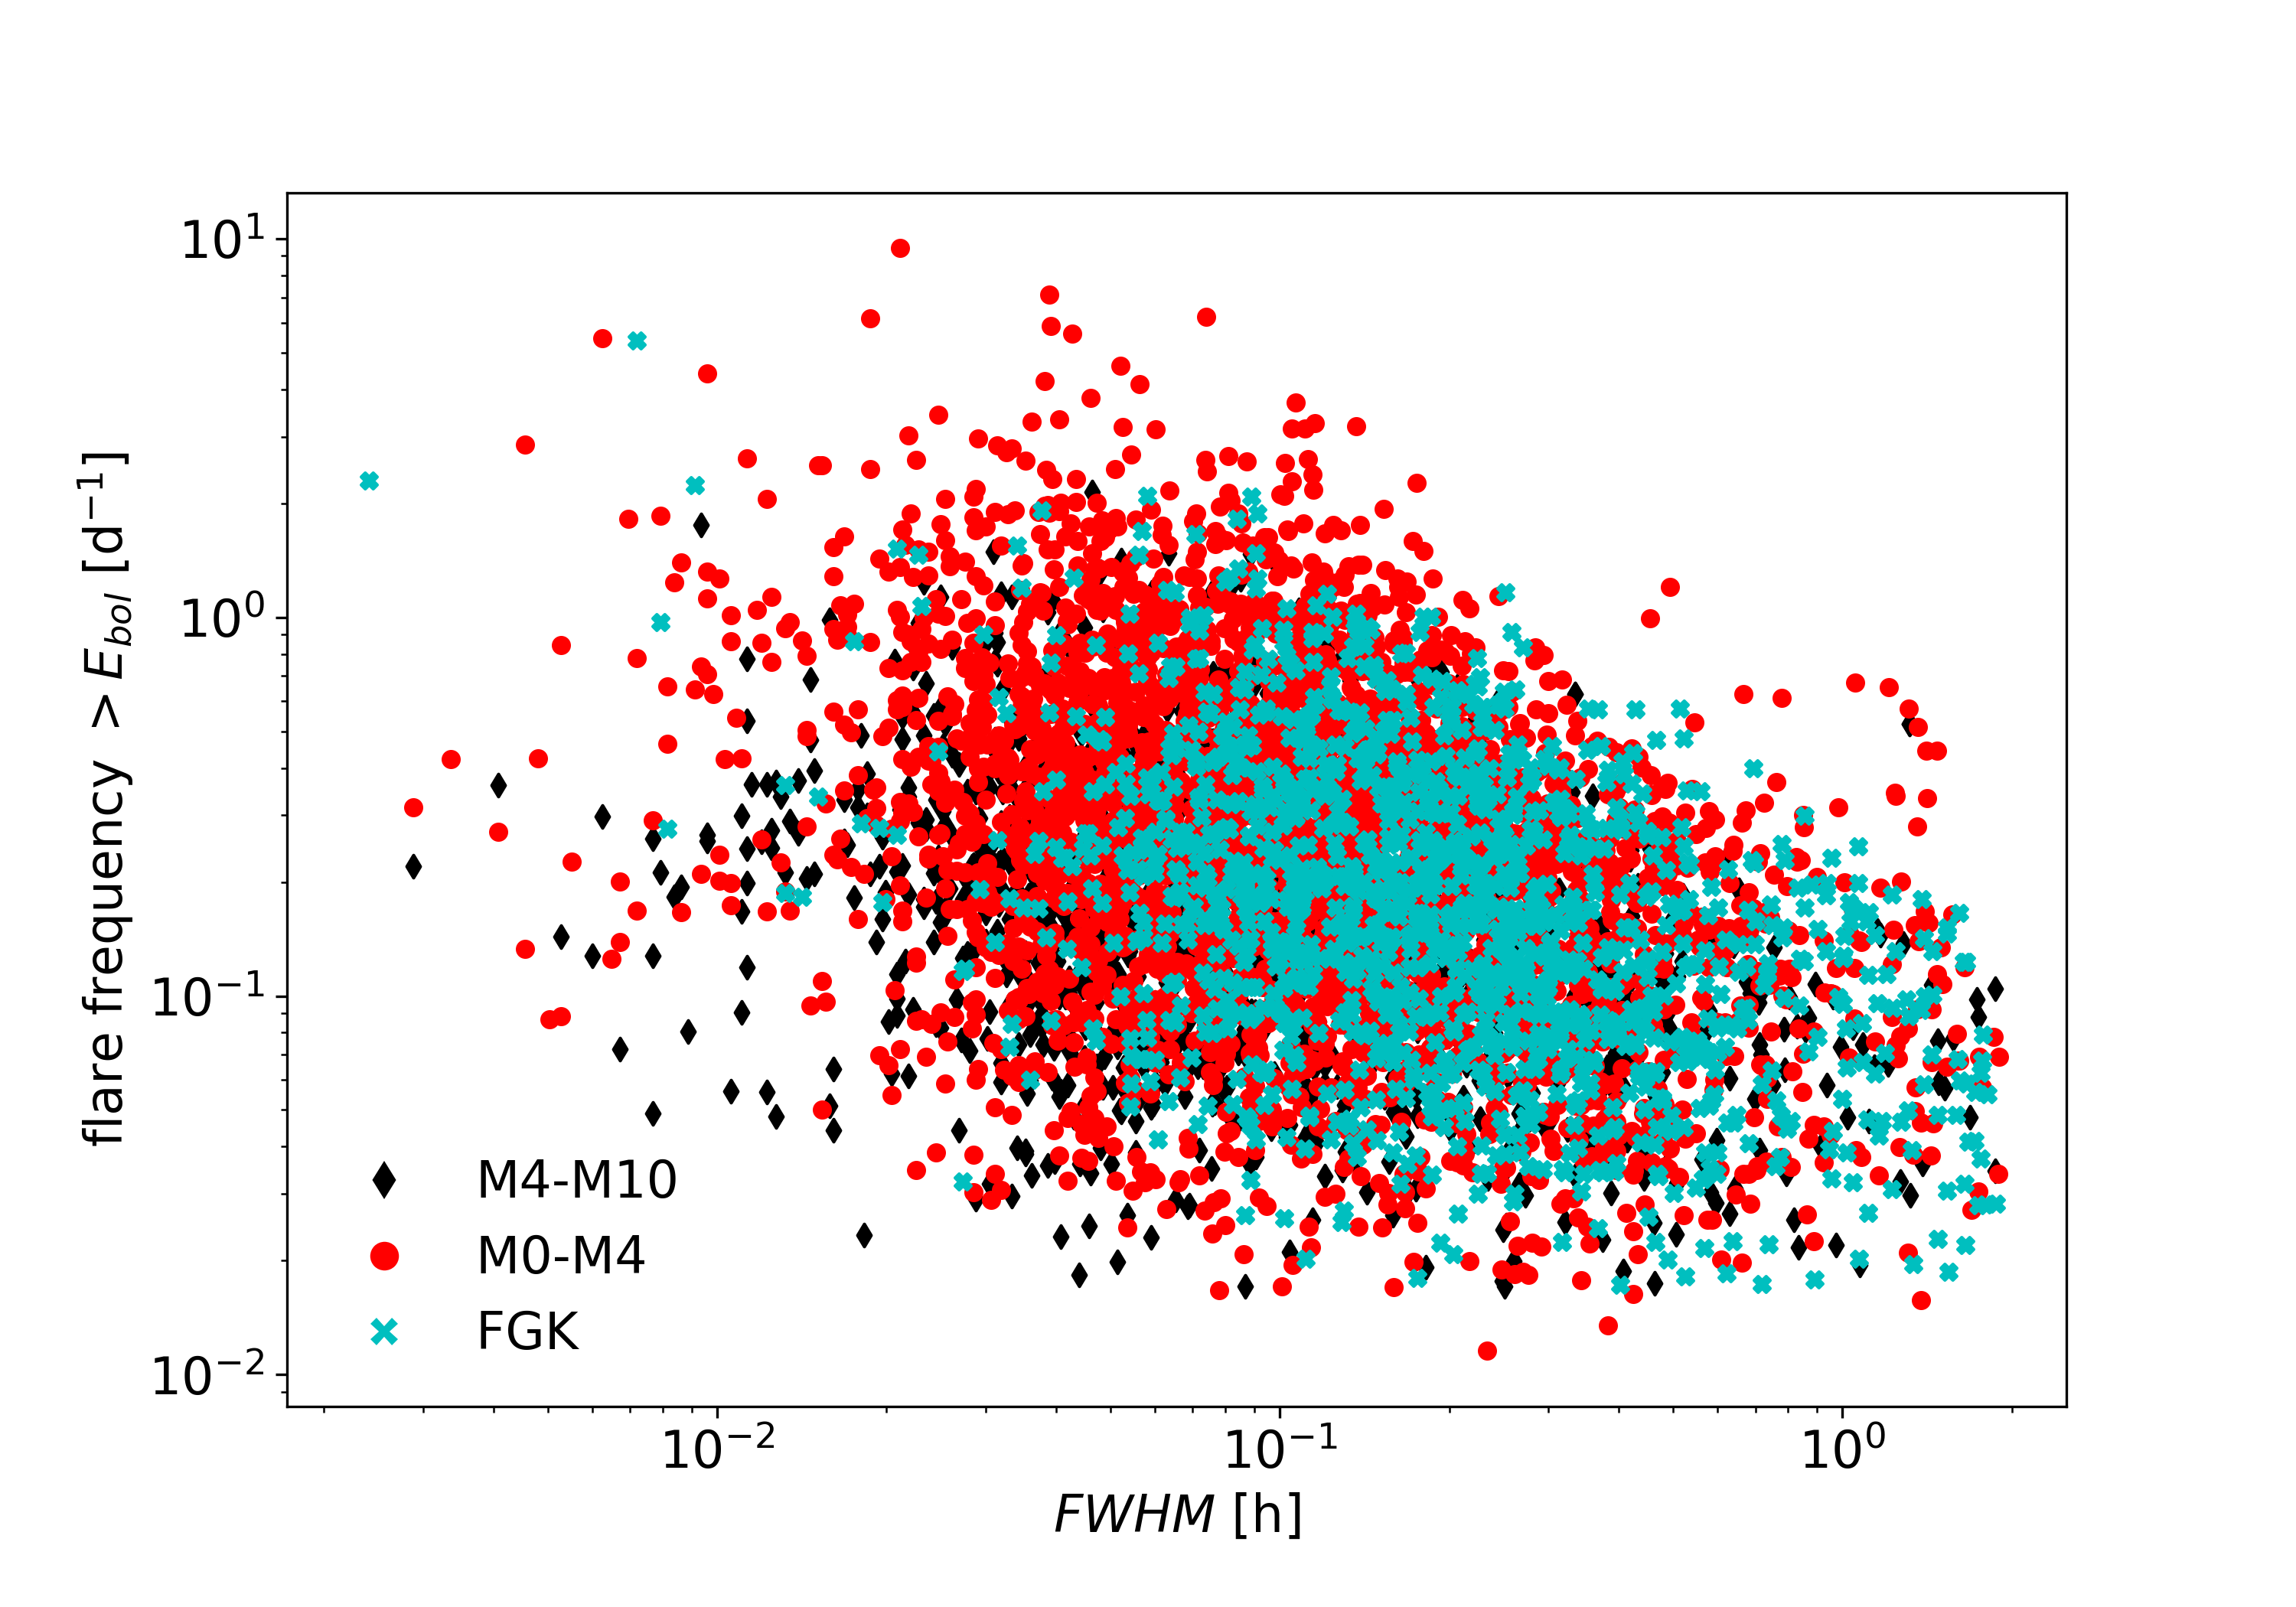 10¹
10⁰
10⁻¹
10⁻²
flare frequency > E_bol [d⁻¹]
M4-M10
M0-M4
FGK
10⁻² 10⁻¹ 10⁰
FWHM [h]